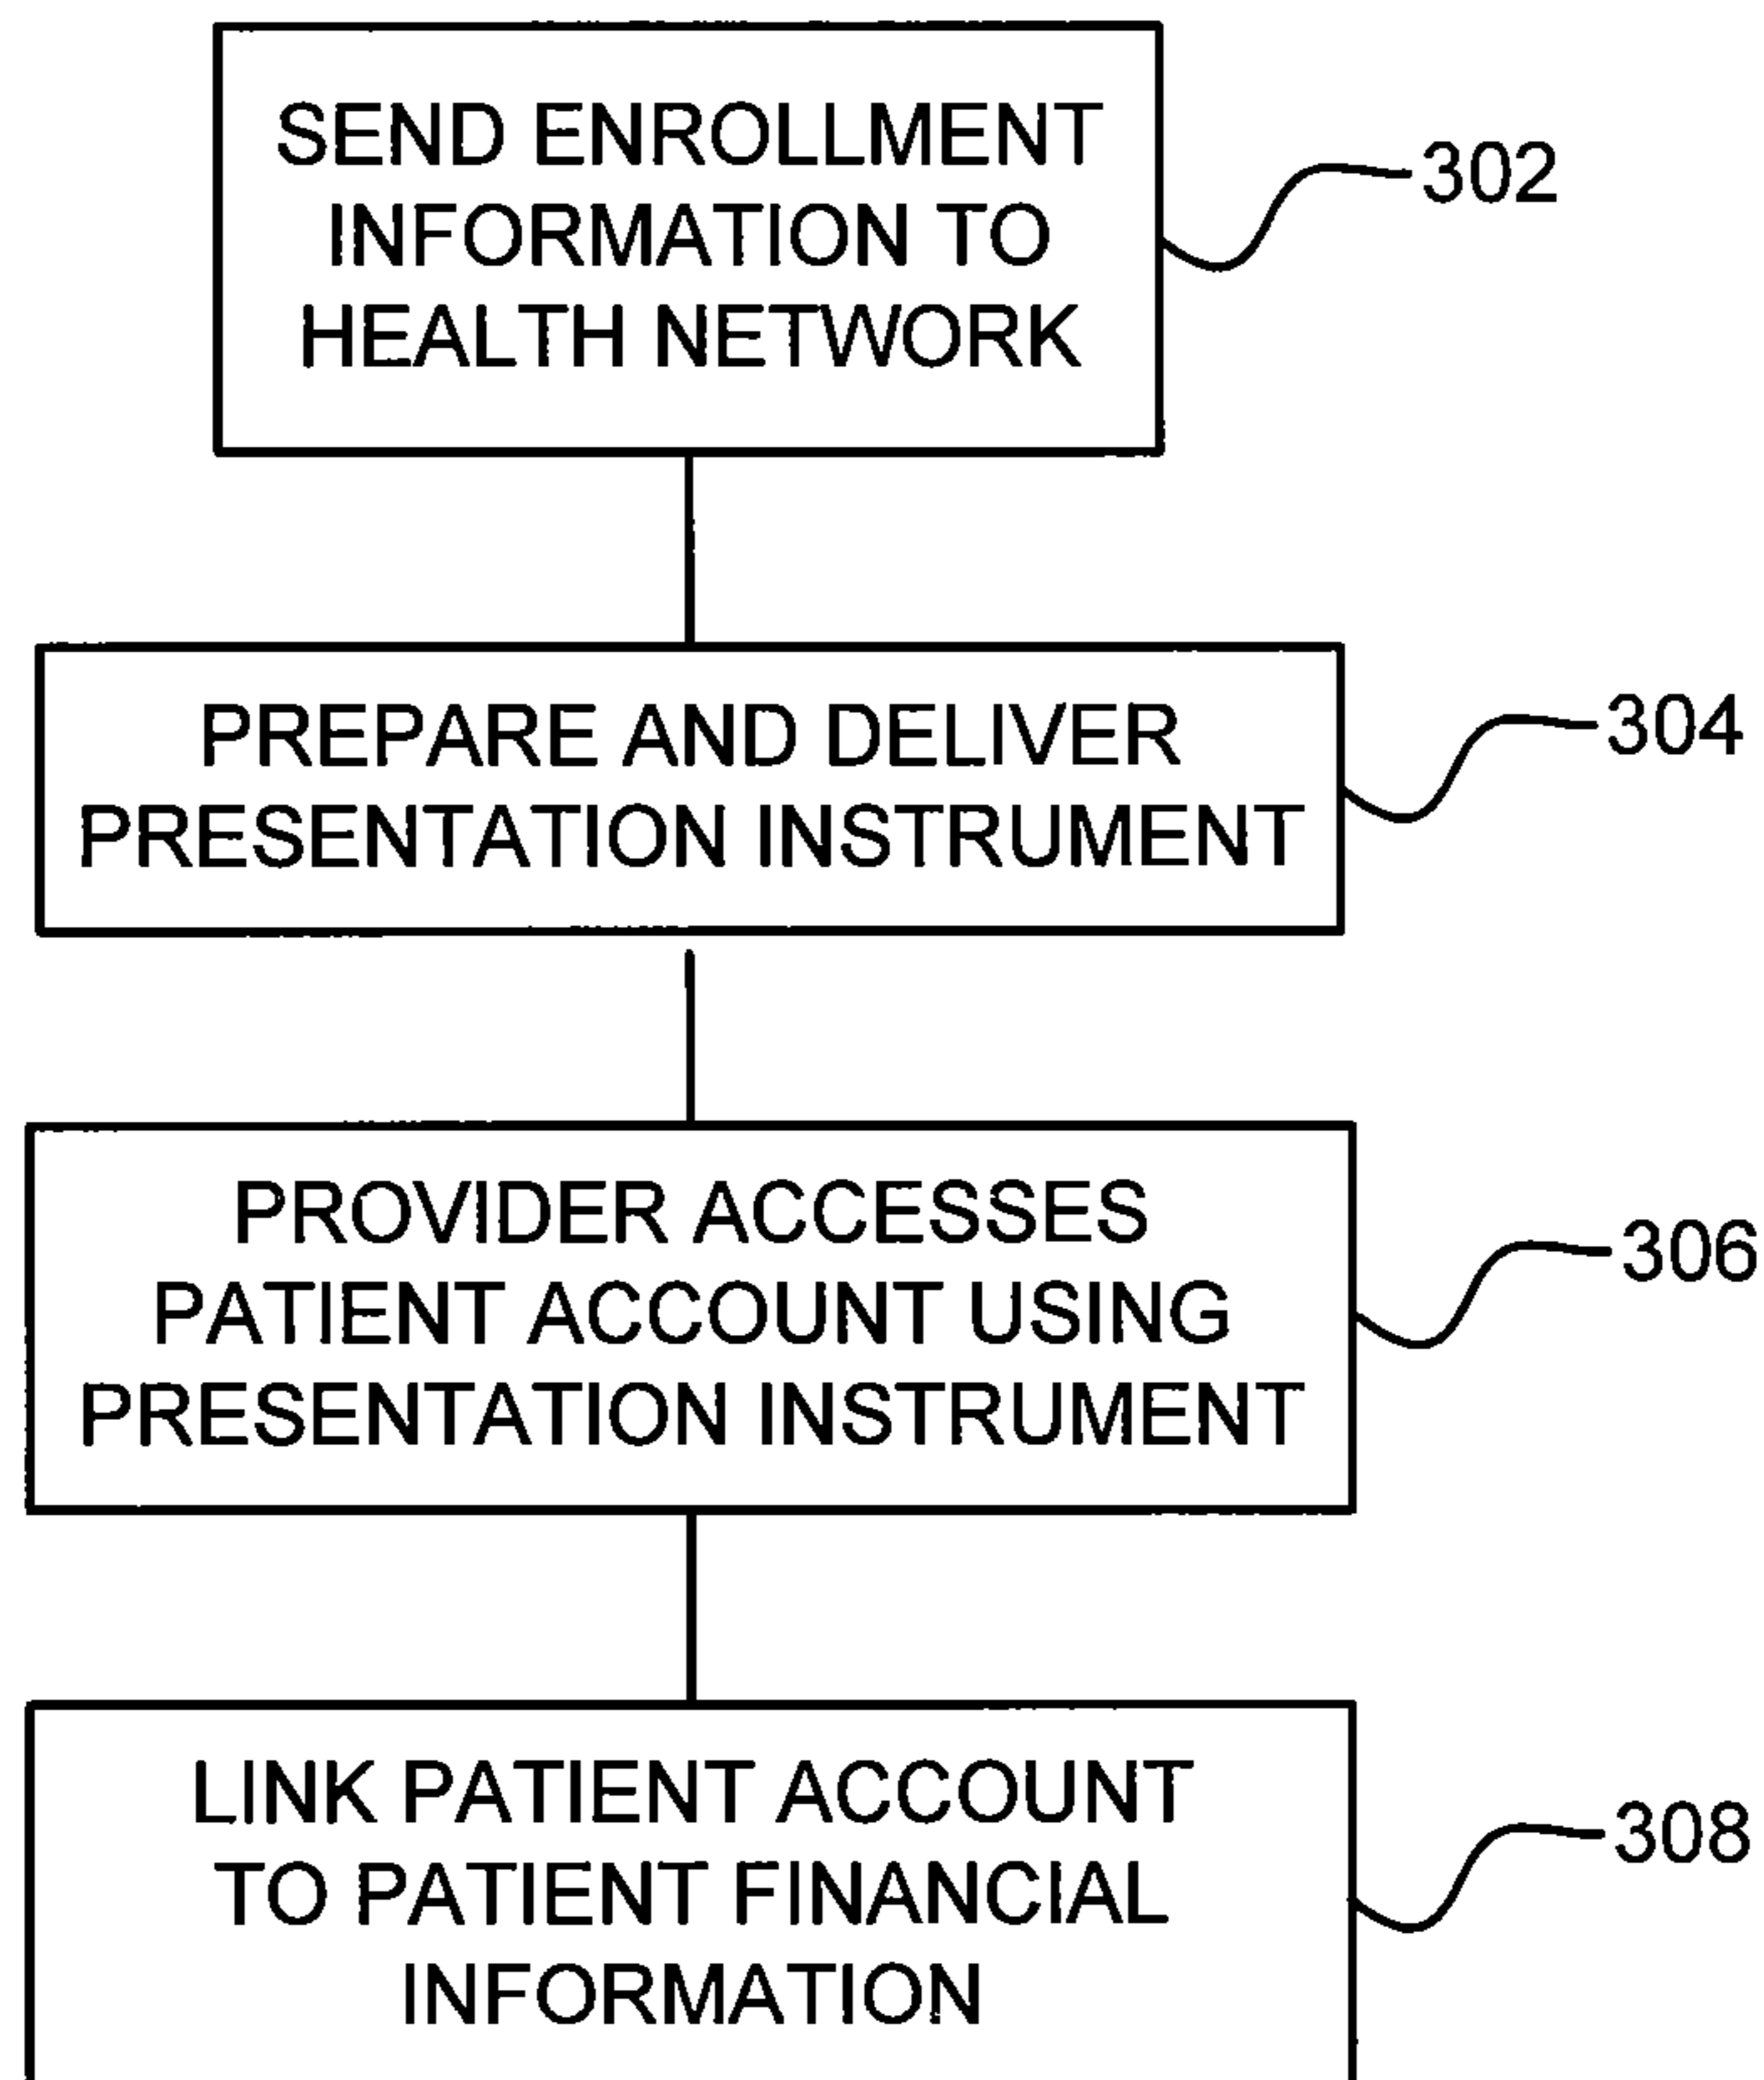 SEND ENROLLMENT
INFORMATION TO
HEALTH NETWORK
302
PREPARE AND DELIVER
PRESENTATION INSTRUMENT
304
PROVIDER ACCESSES
PATIENT ACCOUNT USING
PRESENTATION INSTRUMENT
306
LINK PATIENT ACCOUNT
TO PATIENT FINANCIAL
INFORMATION
308